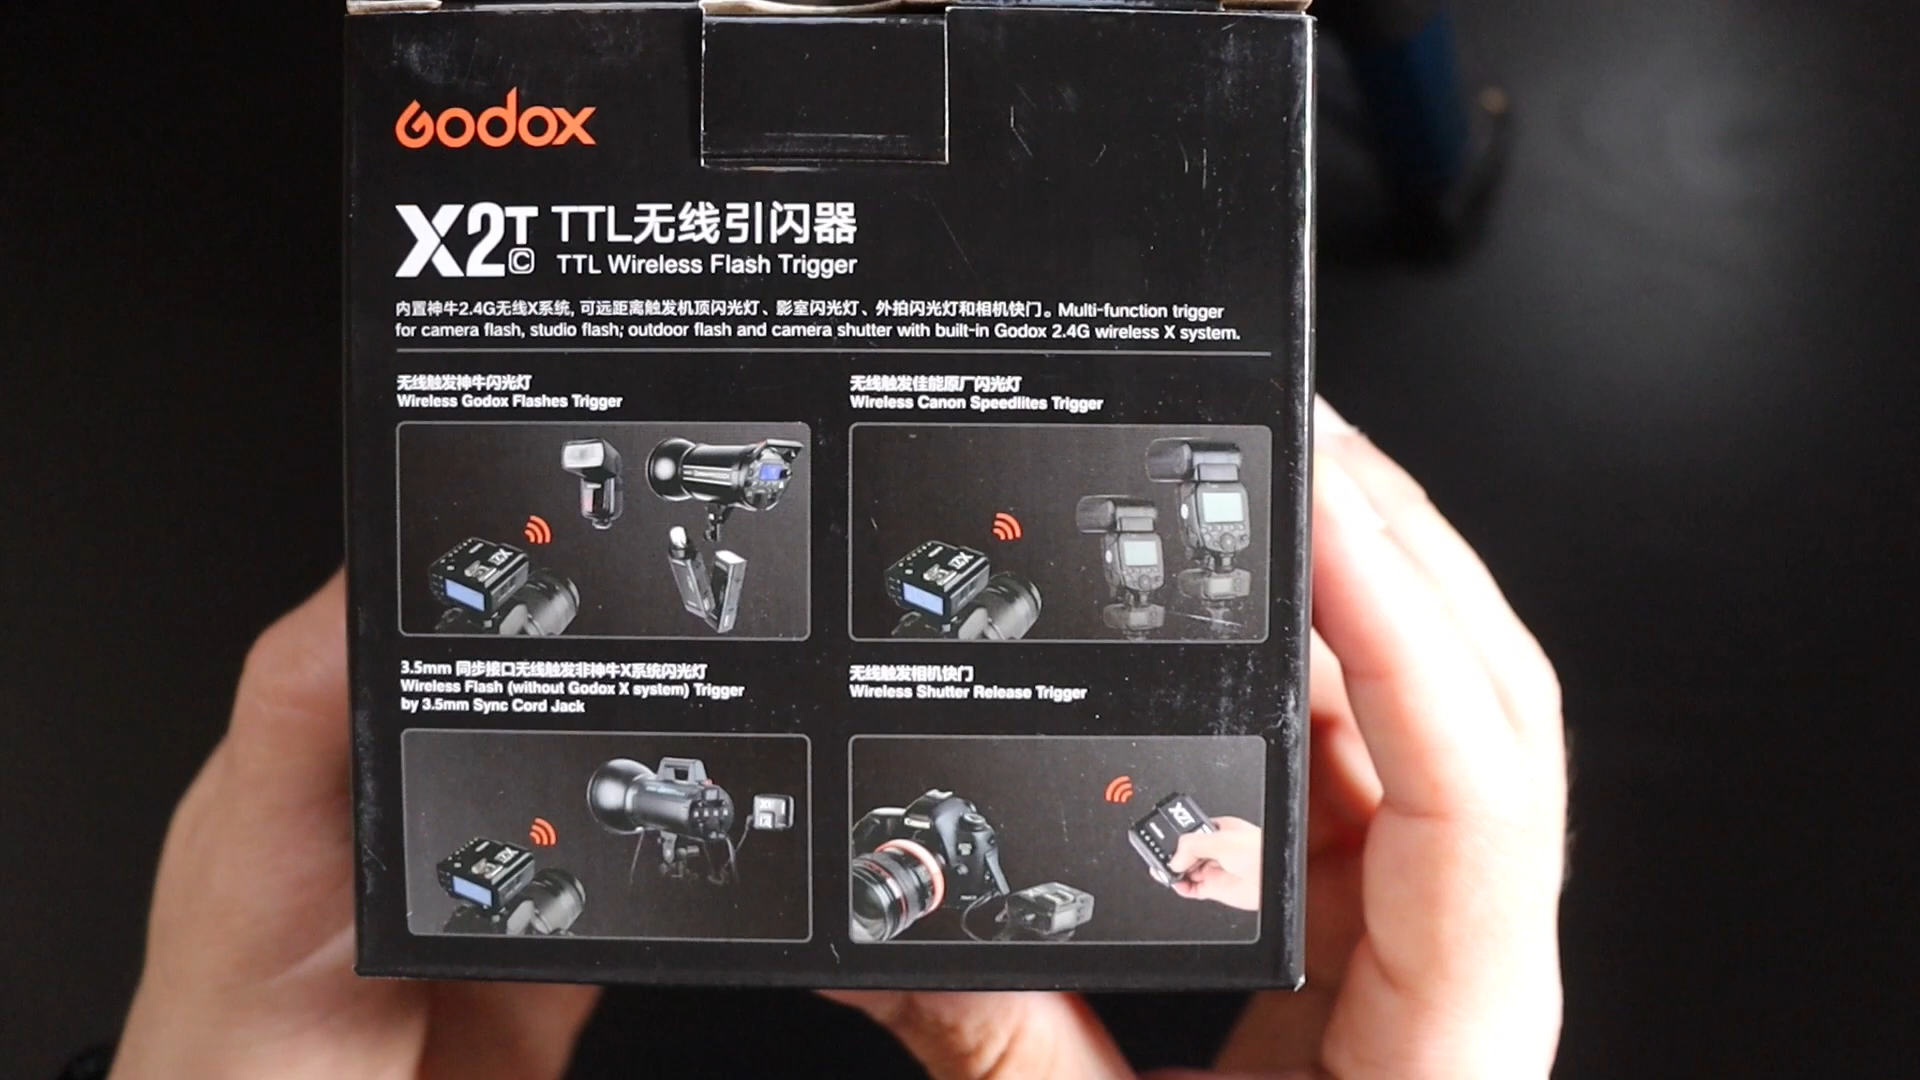 Godox
X2T TTL无线引闪器
C TTL Wireless Flash Trigger
内置神牛2.4G无线X系统, 可远距离触发机顶闪光灯、影室闪光灯、外拍闪光灯和相机快门。Multi-function trigger
for camera flash, studio flash; outdoor flash and camera shutter with built-in Godox 2.4G wireless X system.
无线触发神牛闪光灯
Wireless Godox Flashes Trigger
无线触发佳能原厂闪光灯
Wireless Canon Speedlites Trigger
X2T
X2T
3.5mm 同步接口无线触发非神牛X系统闪光灯
Wireless Flash (without Godox X system) Trigger
by 3.5mm Sync Cord Jack
无线触发相机快门
Wireless Shutter Release Trigger
X2T
Canon
X2T